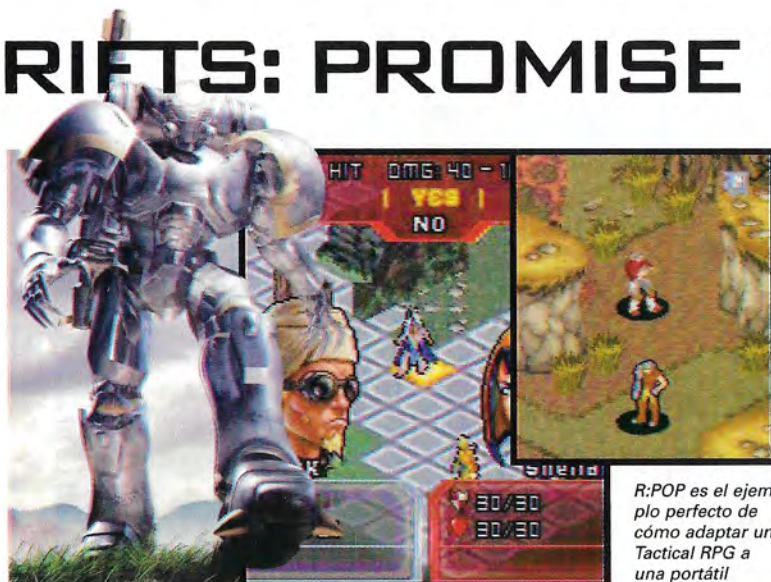 RIFTS: PROMISE
HIT DMG: 40 -
YES
NO
30/30
30/30
R:POP es el ejem
plo perfecto de
cómo adaptar un
Tactical RPG a
una portátil